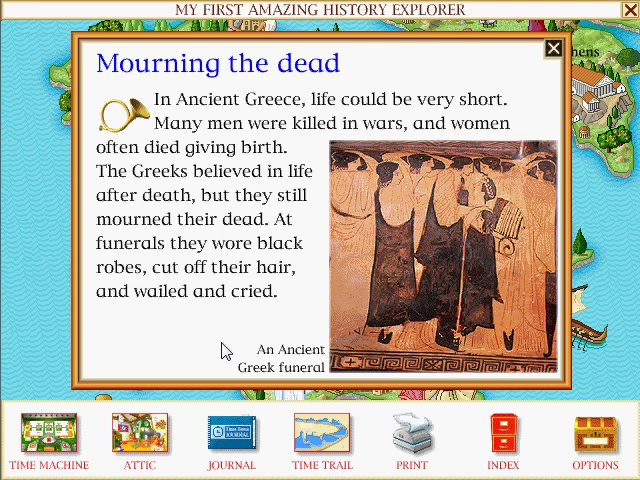 MY FIRST AMAZING HISTORY EXPLORER
Mourning the dead
In Ancient Greece, life could be very short.
Many men were killed in wars, and women
often died giving birth.
The Greeks believed in life
after death, but they still
mourned their dead. At
funerals they wore black
robes, cut off their hair,
and wailed and cried.
An Ancient
Greek funeral
TIME MACHINE
ATTIC
JOURNAL
TIME TRAIL
PRINT
INDEX
OPTIONS